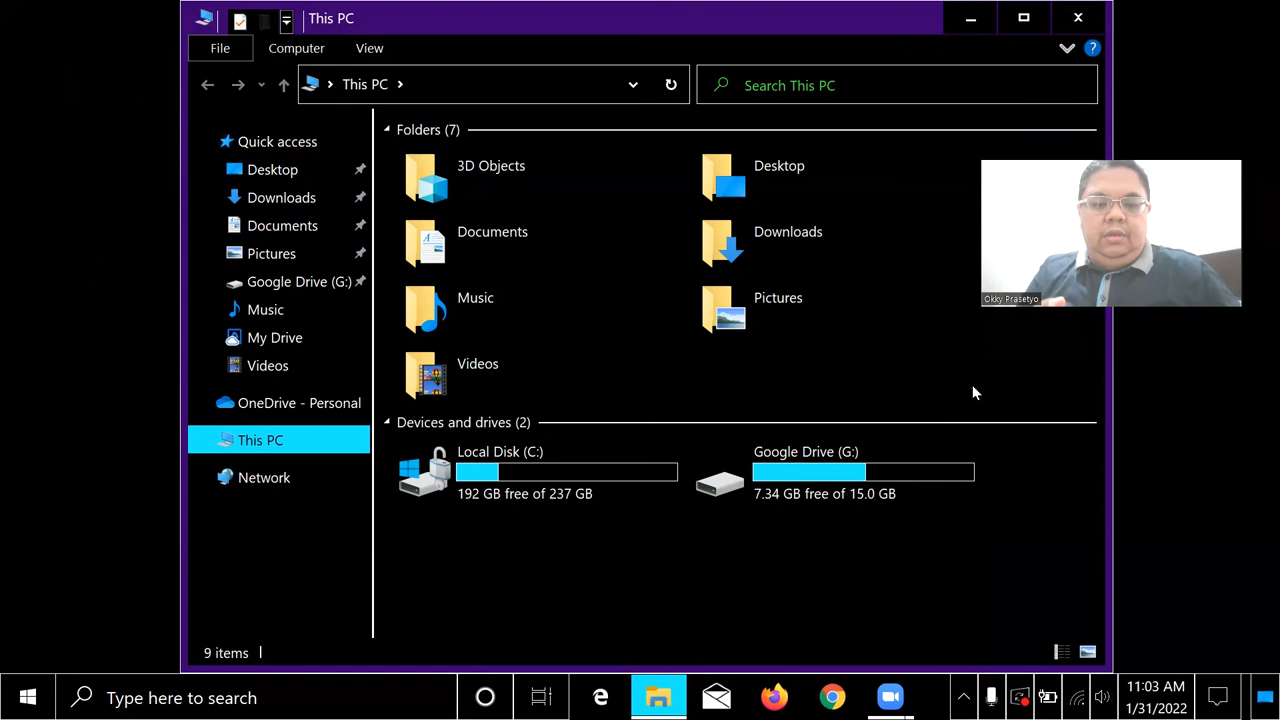 This PC
File
Computer
View
This PC
Search This PC
Quick access
Desktop
Downloads
Documents
Pictures
Google Drive (G:)
Music
My Drive
Videos
OneDrive - Personal
This PC
Network
Folders (7)
3D Objects
Desktop
Documents
Downloads
Music
Pictures
Videos
Devices and drives (2)
Local Disk (C:)
192 GB free of 237 GB
Google Drive (G:)
7.34 GB free of 15.0 GB
Okky Prasetyo
9 items
Type here to search
11:03 AM
1/31/2022